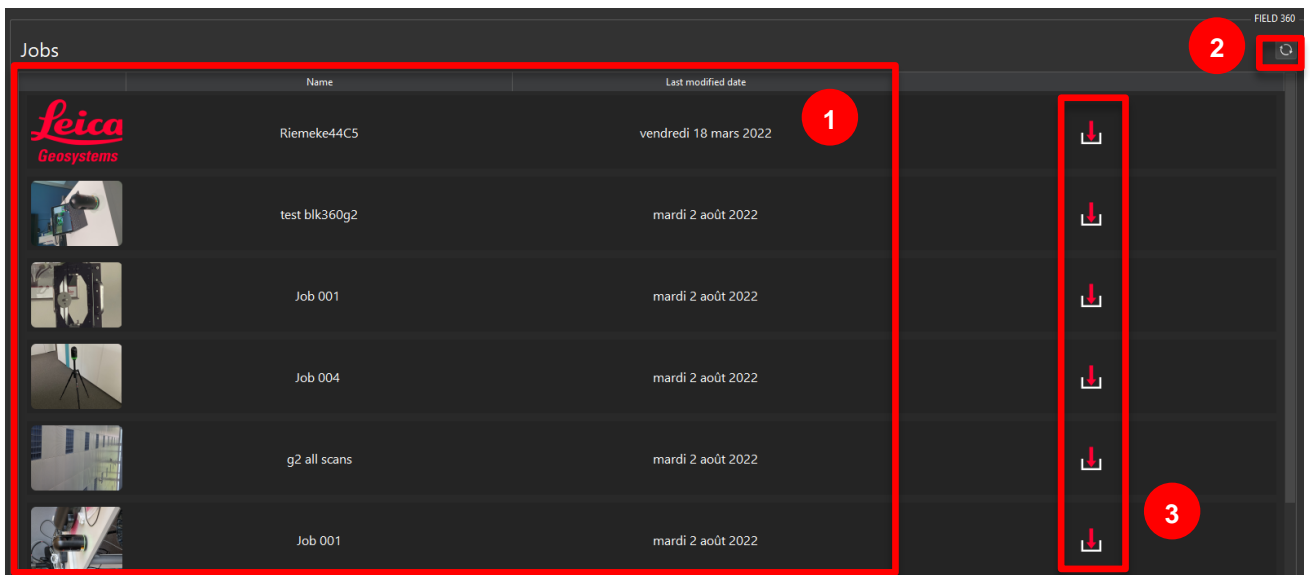 FIELD 360
Jobs
2
Name Last modified date
Leica
Geosystems
Riemeke44C5 vendredi 18 mars 2022
1
test blk360g2 mardi 2 août 2022
Job 001 mardi 2 août 2022
Job 004 mardi 2 août 2022
g2 all scans mardi 2 août 2022
3
Job 001 mardi 2 août 2022